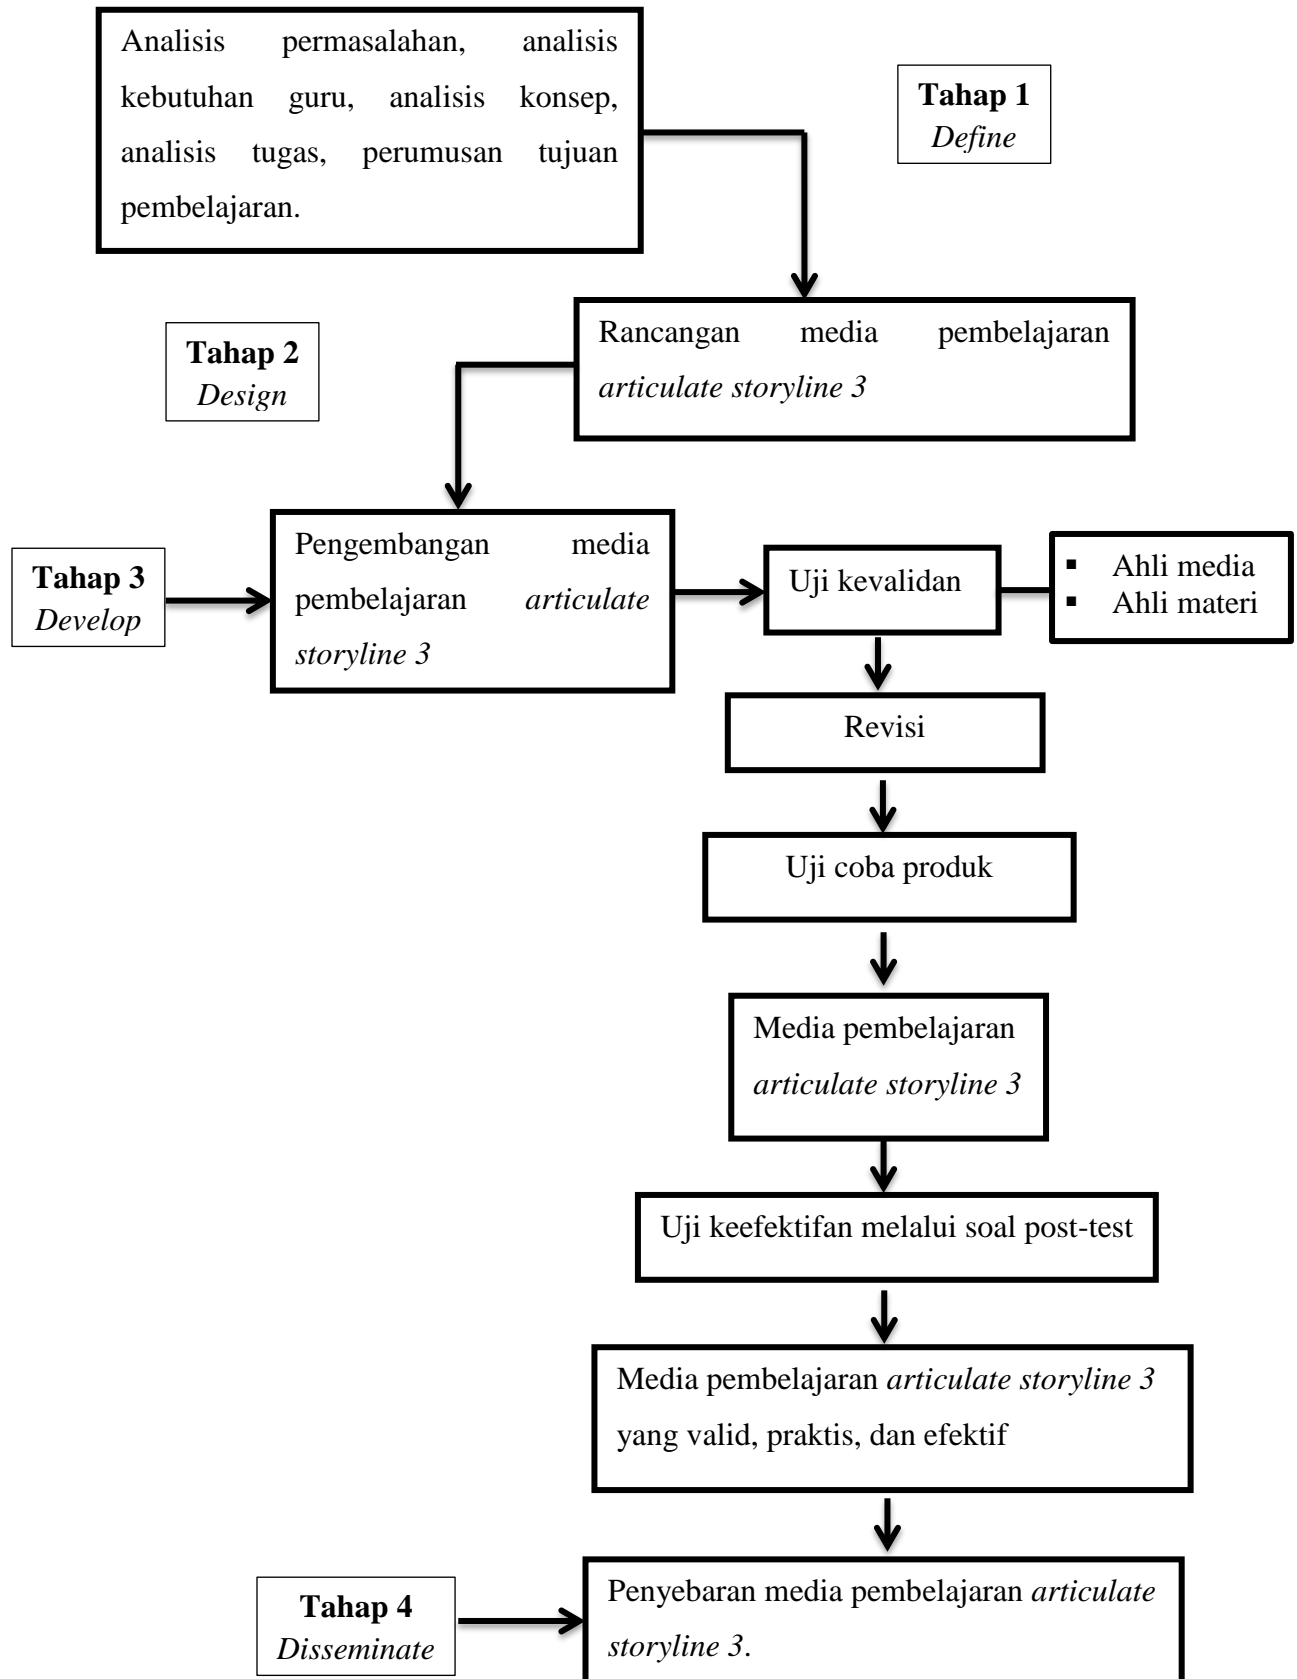 Analisis permasalahan, analisis
kebutuhan guru, analisis konsep,
analisis tugas, perumusan tujuan
pembelajaran.
Tahap 1
Define
Rancangan media pembelajaran
articulate storyline 3
Tahap 2
Design
Tahap 3
Develop
Pengembangan media
pembelajaran articulate
storyline 3
Uji kevalidan
▪ Ahli media
▪ Ahli materi
Revisi
Uji coba produk
Media pembelajaran
articulate storyline 3
Uji keefektifan melalui soal post-test
Media pembelajaran articulate storyline 3
yang valid, praktis, dan efektif
Tahap 4
Disseminate
Penyebaran media pembelajaran articulate
storyline 3.